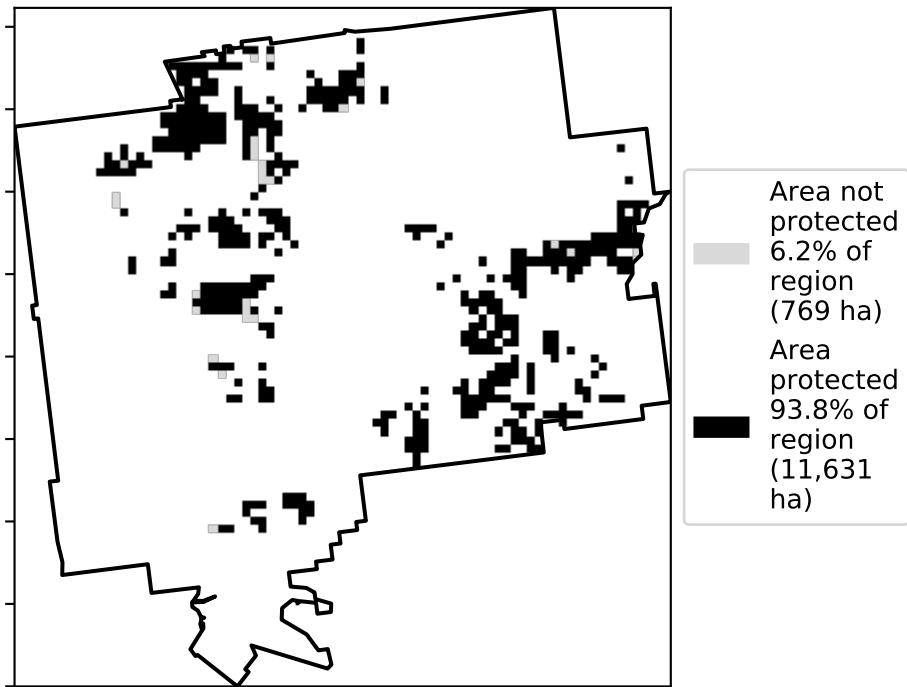 Area not
protected
6.2% of
region
(769 ha)
Area
protected
93.8% of
region
(11,631
ha)